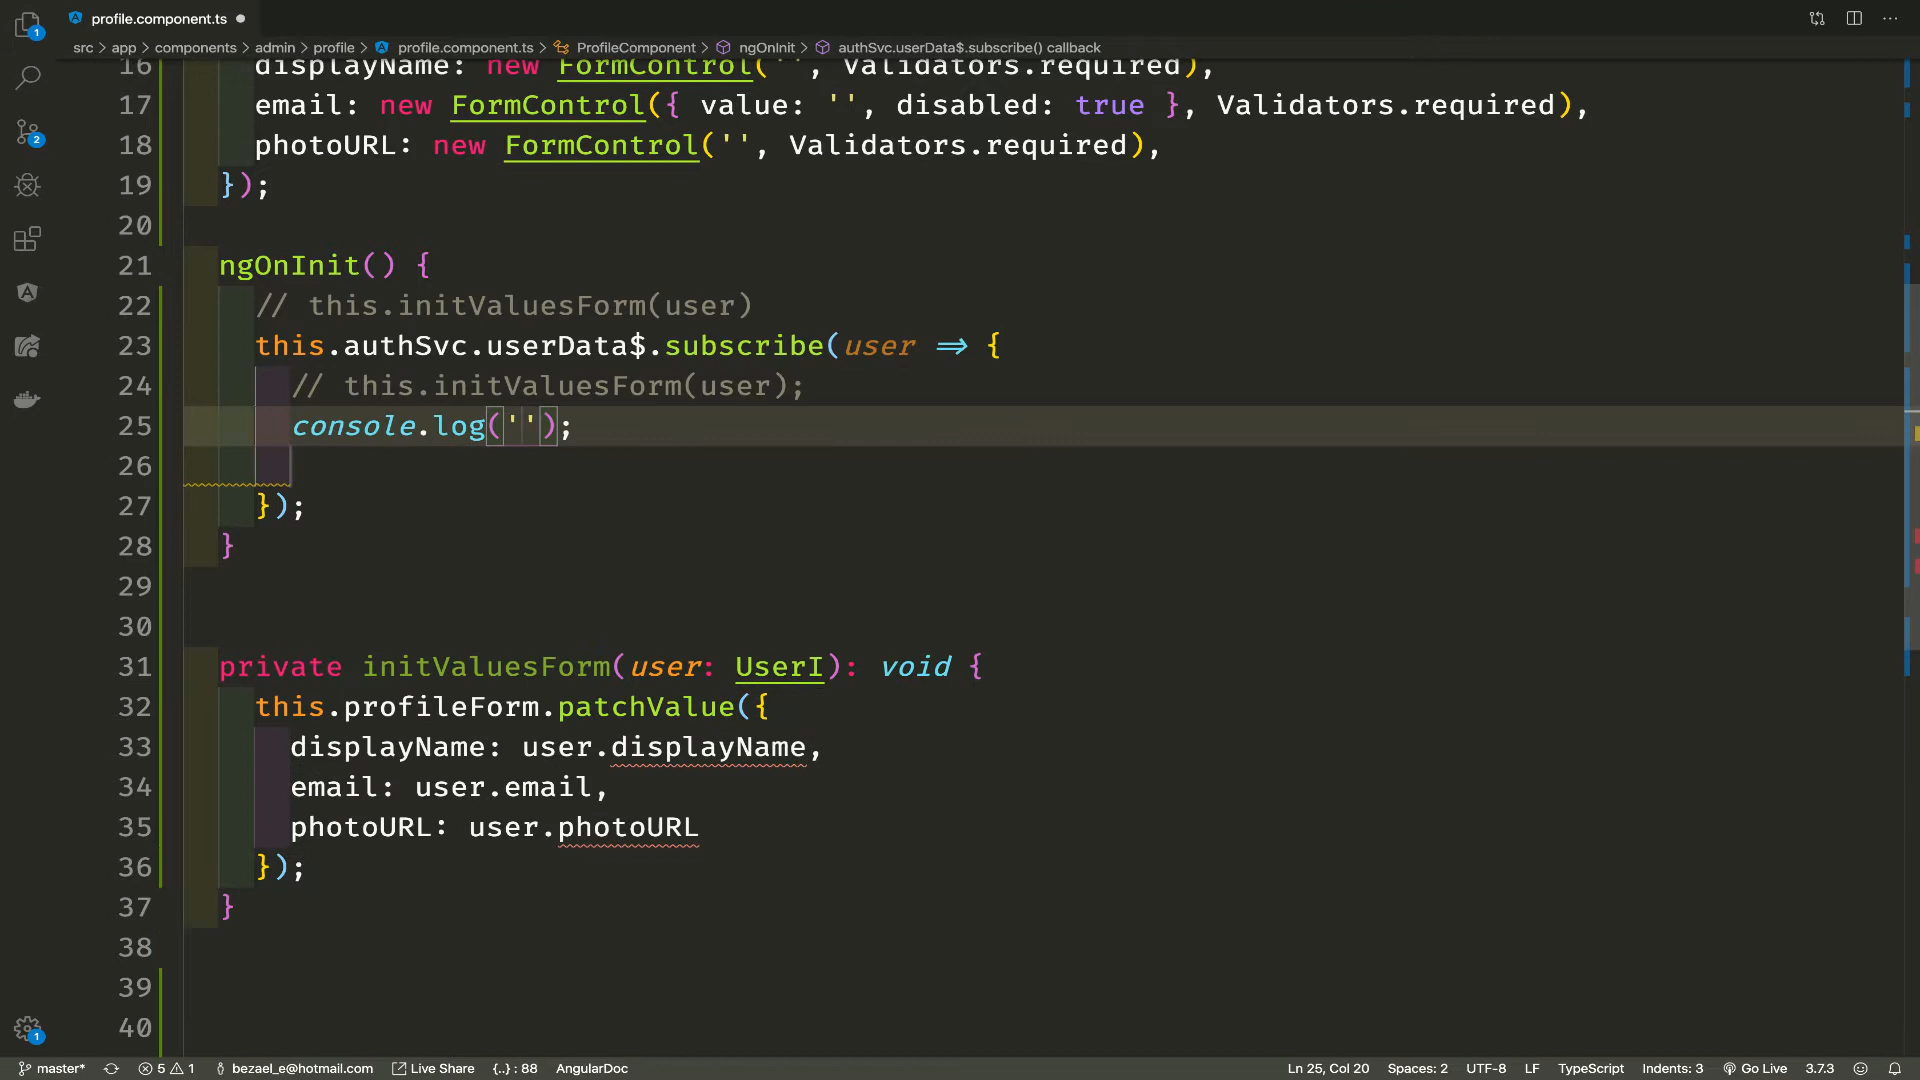 profile.component.ts
src > app > components > admin > profile > profile.component.ts > ProfileComponent > ngOnInit > authSvc.userData$.subscribe() callback
16 displayName: new FormControl('', Validators.required),
17 email: new FormControl({ value: '', disabled: true }, Validators.required),
18 photoURL: new FormControl('', Validators.required),
19 });
20
21 ngOnInit() {
22 // this.initValuesForm(user)
23 this.authSvc.userData$.subscribe(user => {
24 // this.initValuesForm(user);
25 console.log('');
26
27 });
28 }
29
30
31 private initValuesForm(user: UserI): void {
32 this.profileForm.patchValue({
33 displayName: user.displayName,
34 email: user.email,
35 photoURL: user.photoURL
36 });
37 }
38
39
40
1
2
1
master* 5 1 bezael_e@hotmail.com Live Share {..} : 88 AngularDoc Ln 25, Col 20 Spaces: 2 UTF-8 LF TypeScript Indents: 3 Go Live 3.7.3